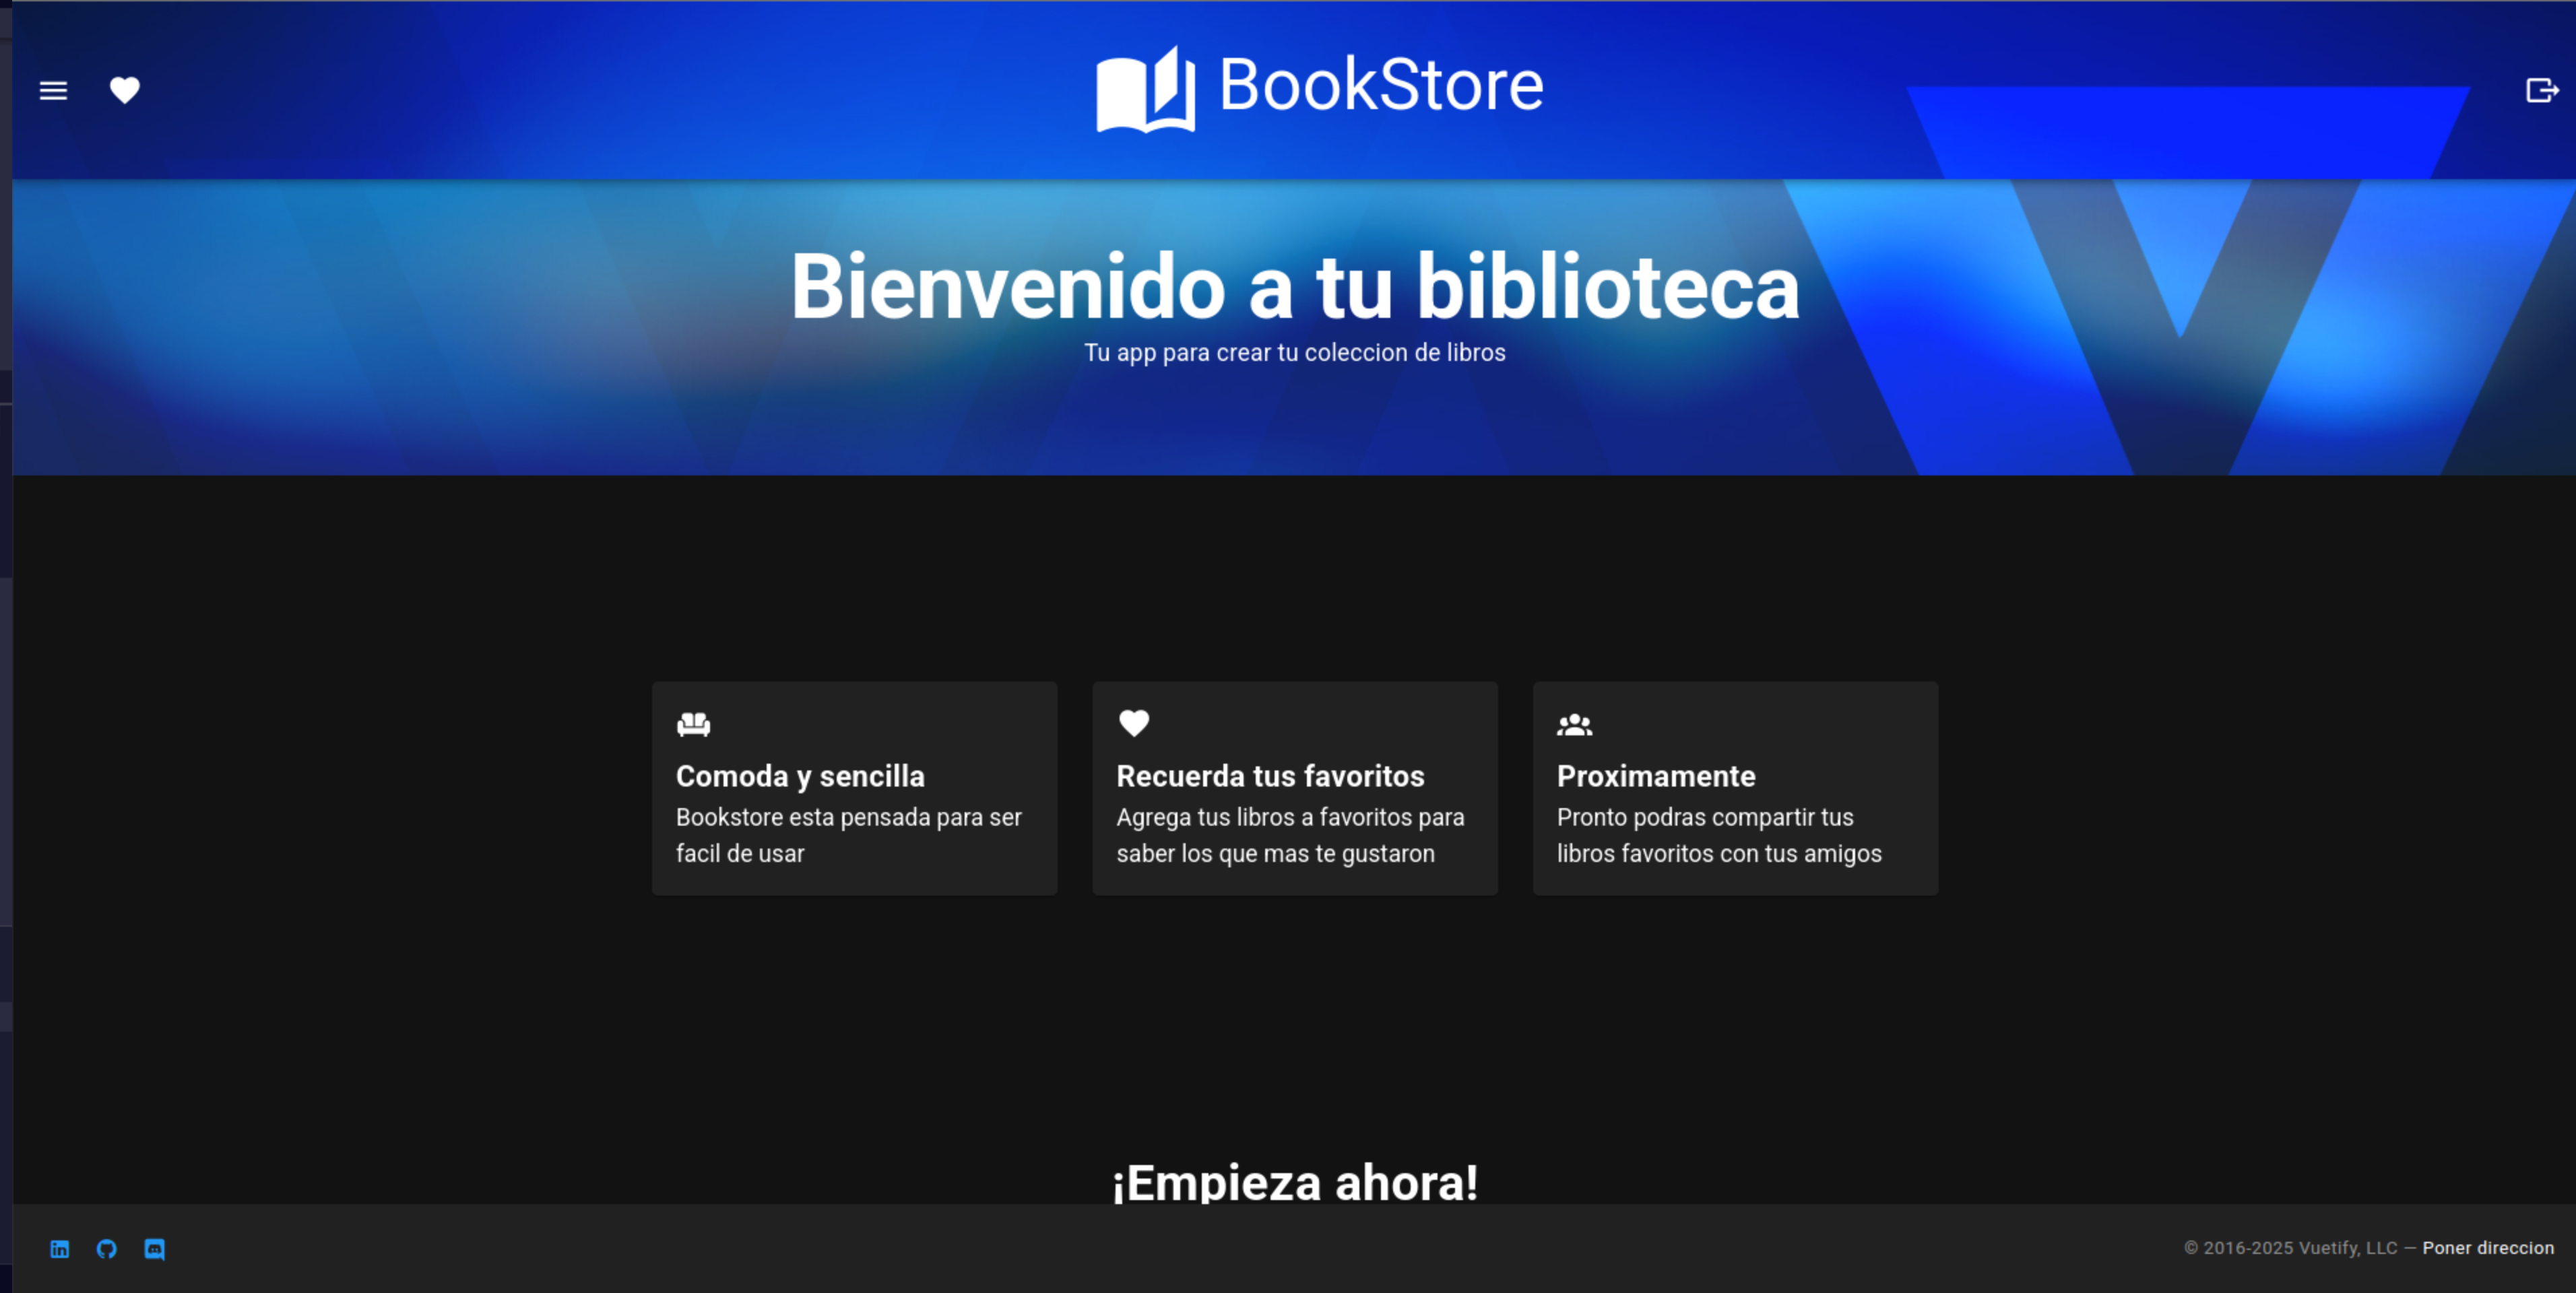 BookStore
Bienvenido a tu biblioteca
Tu app para crear tu coleccion de libros
Comoda y sencilla
Bookstore esta pensada para ser
facil de usar
Recuerda tus favoritos
Agrega tus libros a favoritos para
saber los que mas te gustaron
Proximamente
Pronto podras compartir tus
libros favoritos con tus amigos
¡Empieza ahora!
© 2016-2025 Vuetify, LLC — Poner direccion